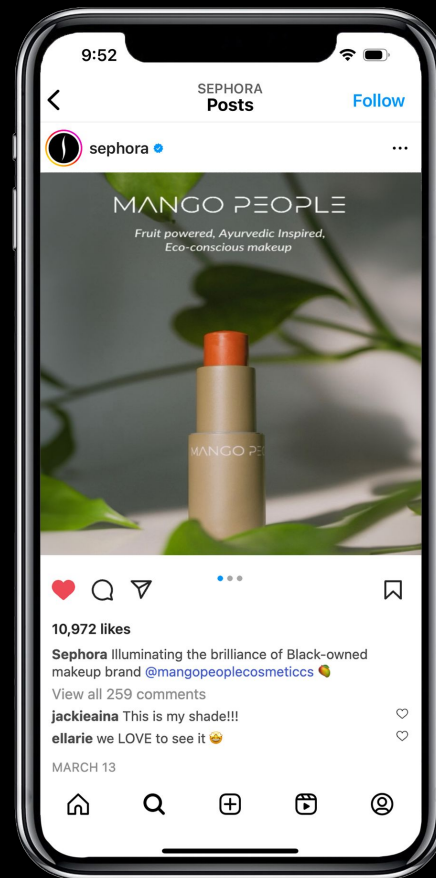 9:52
SEPHORA
Posts
Follow
sephora
MANGO PEOPLE
Fruit powered, Ayurvedic Inspired,
Eco-conscious makeup
MANGO PE
10,972 likes
Sephora Illuminating the brilliance of Black-owned
makeup brand @mangopeoplecosmeticcs 🥭
View all 259 comments
jackieaina This is my shade!!!
ellarie we LOVE to see it 🤩
MARCH 13